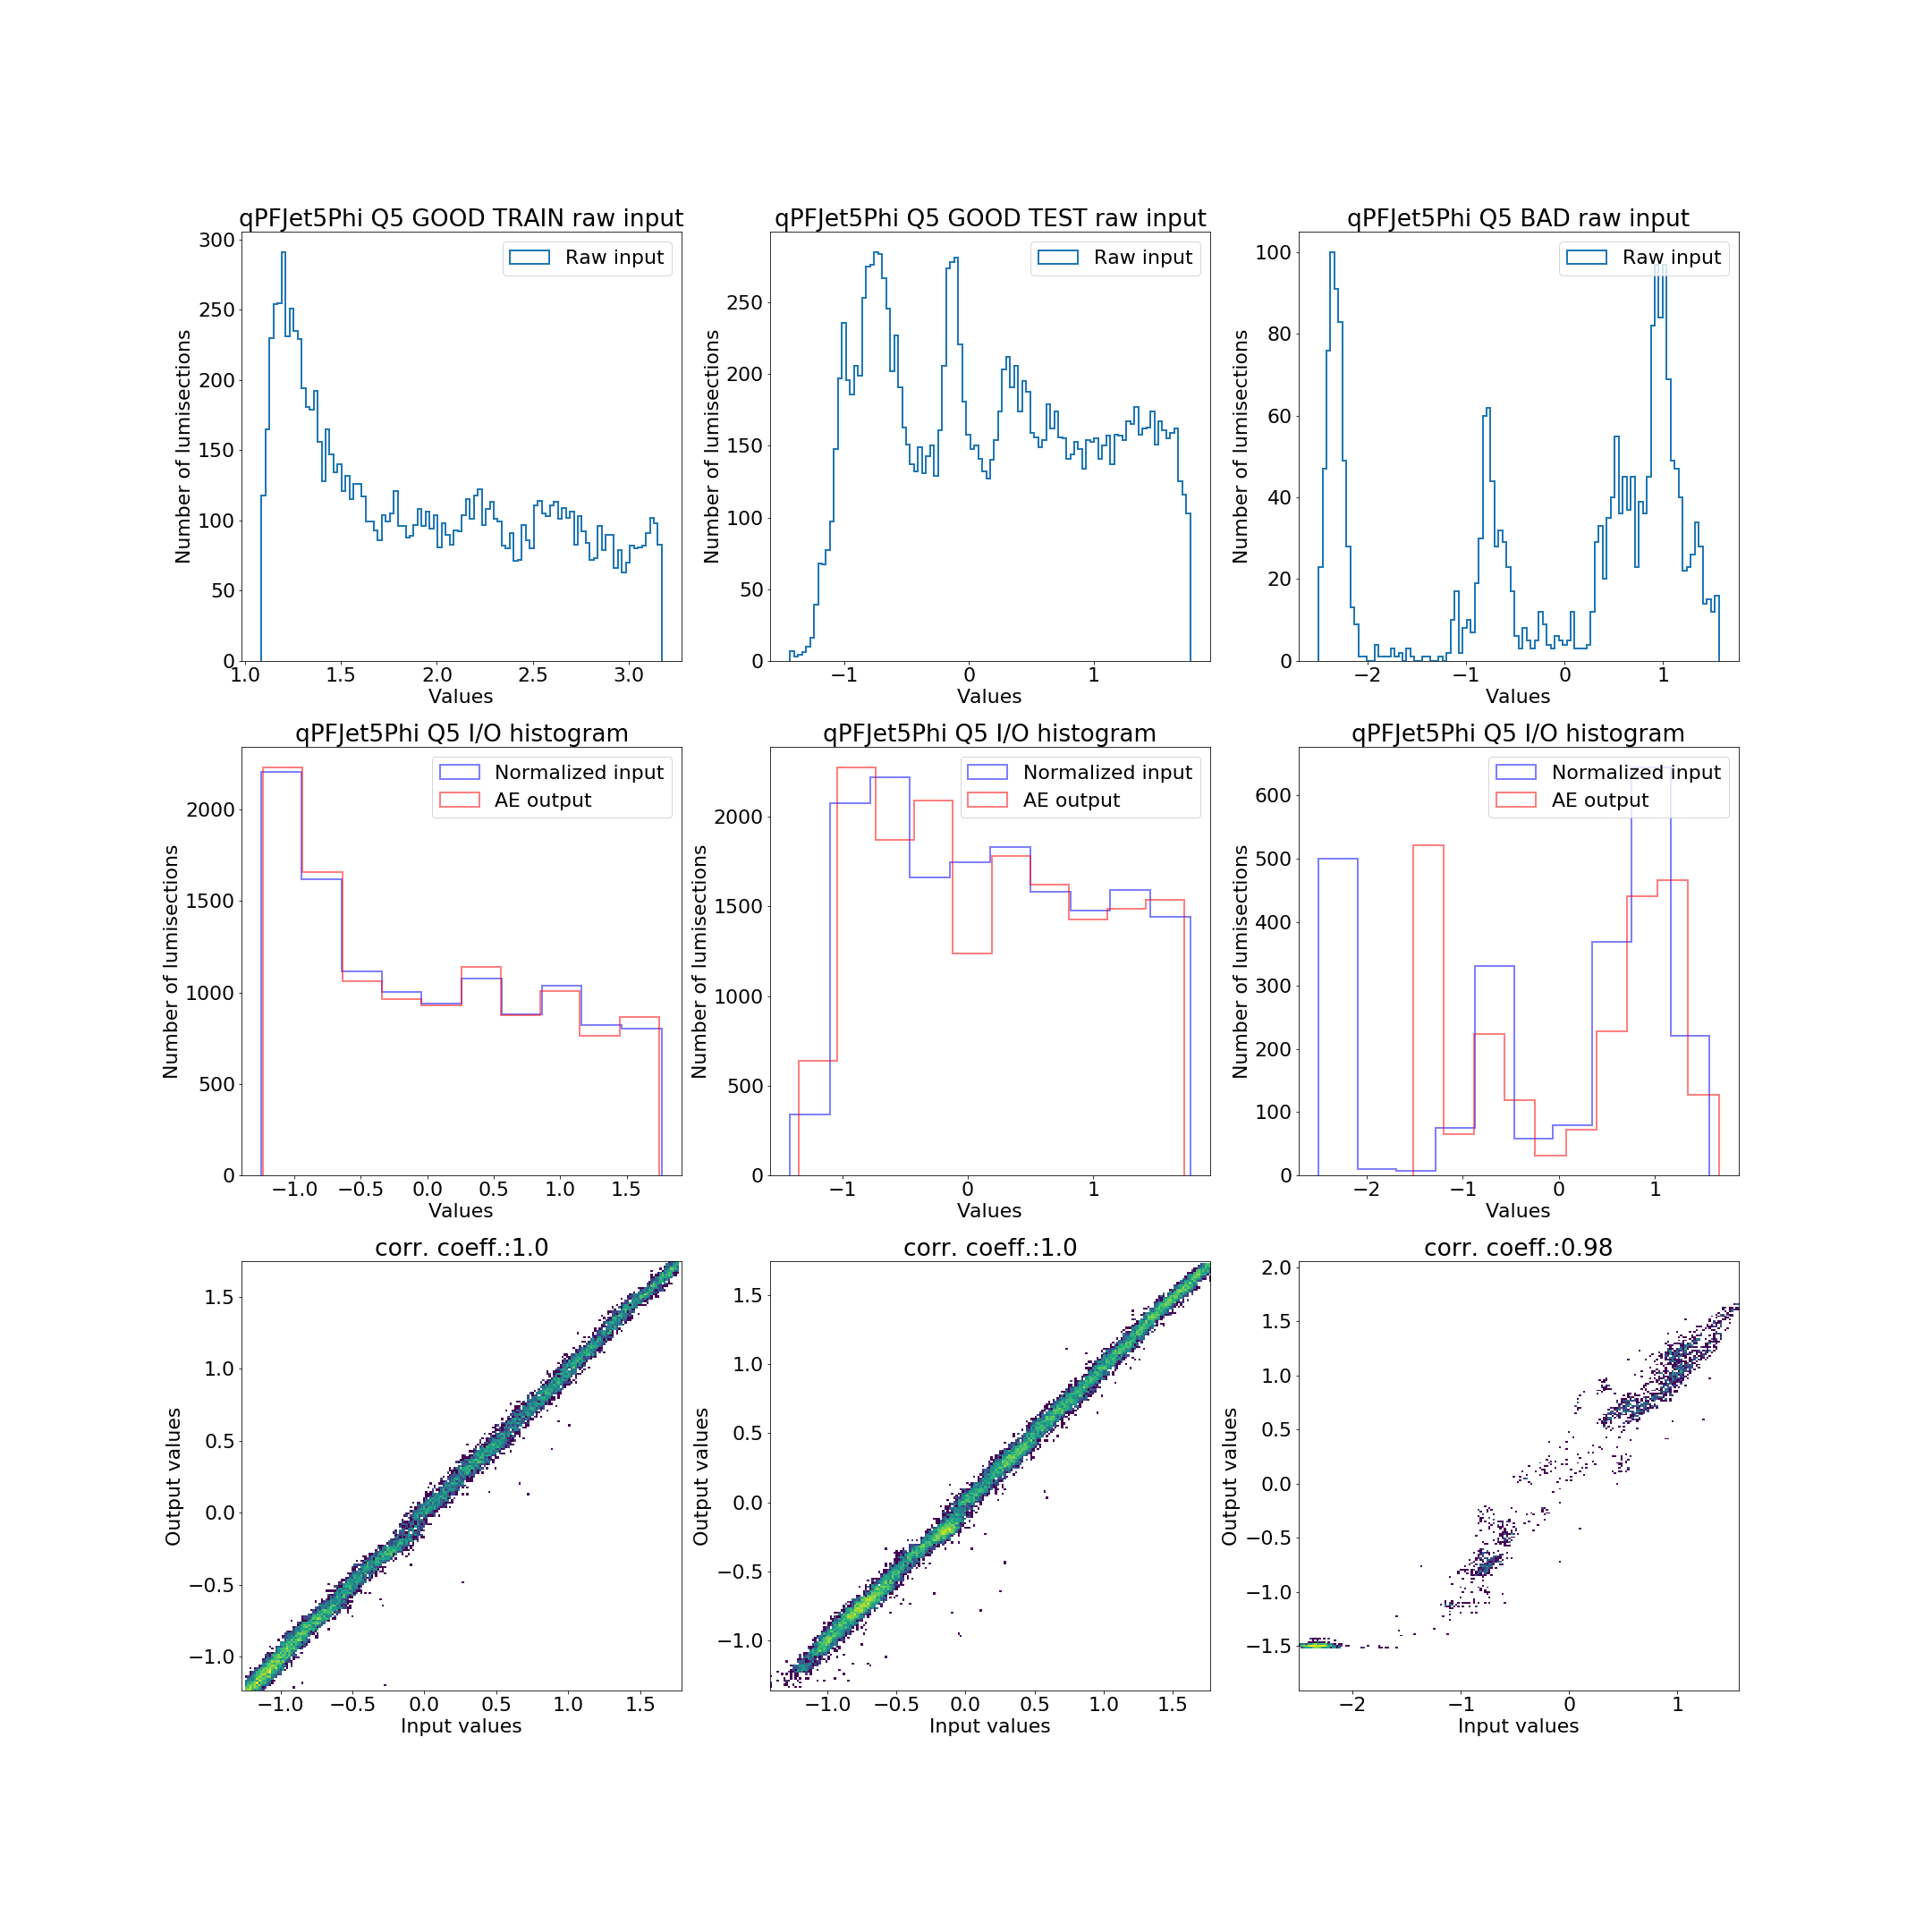 qPFJet5Phi Q5 GOOD TRAIN raw input
Raw input
Number of lumisections
0
50
100
150
200
250
300
1.0 1.5 2.0 2.5 3.0
Values
qPFJet5Phi Q5 GOOD TEST raw input
Raw input
Number of lumisections
0
50
100
150
200
250
−1 0 1
Values
qPFJet5Phi Q5 BAD raw input
Raw input
Number of lumisections
0
20
40
60
80
100
−2 −1 0 1
Values
qPFJet5Phi Q5 I/O histogram
Normalized input
AE output
Number of lumisections
0
500
1000
1500
2000
−1.0 −0.5 0.0 0.5 1.0 1.5
Values
qPFJet5Phi Q5 I/O histogram
Normalized input
AE output
Number of lumisections
0
500
1000
1500
2000
−1 0 1
Values
qPFJet5Phi Q5 I/O histogram
Normalized input
AE output
Number of lumisections
0
100
200
300
400
500
600
−2 −1 0 1
Values
corr. coeff.:1.0
Output values
−1.0
−0.5
0.0
0.5
1.0
1.5
−1.0 −0.5 0.0 0.5 1.0 1.5
Input values
corr. coeff.:1.0
Output values
−1.0
−0.5
0.0
0.5
1.0
1.5
−1.0 −0.5 0.0 0.5 1.0 1.5
Input values
corr. coeff.:0.98
Output values
−1.5
−1.0
−0.5
0.0
0.5
1.0
1.5
2.0
−2 −1 0 1
Input values